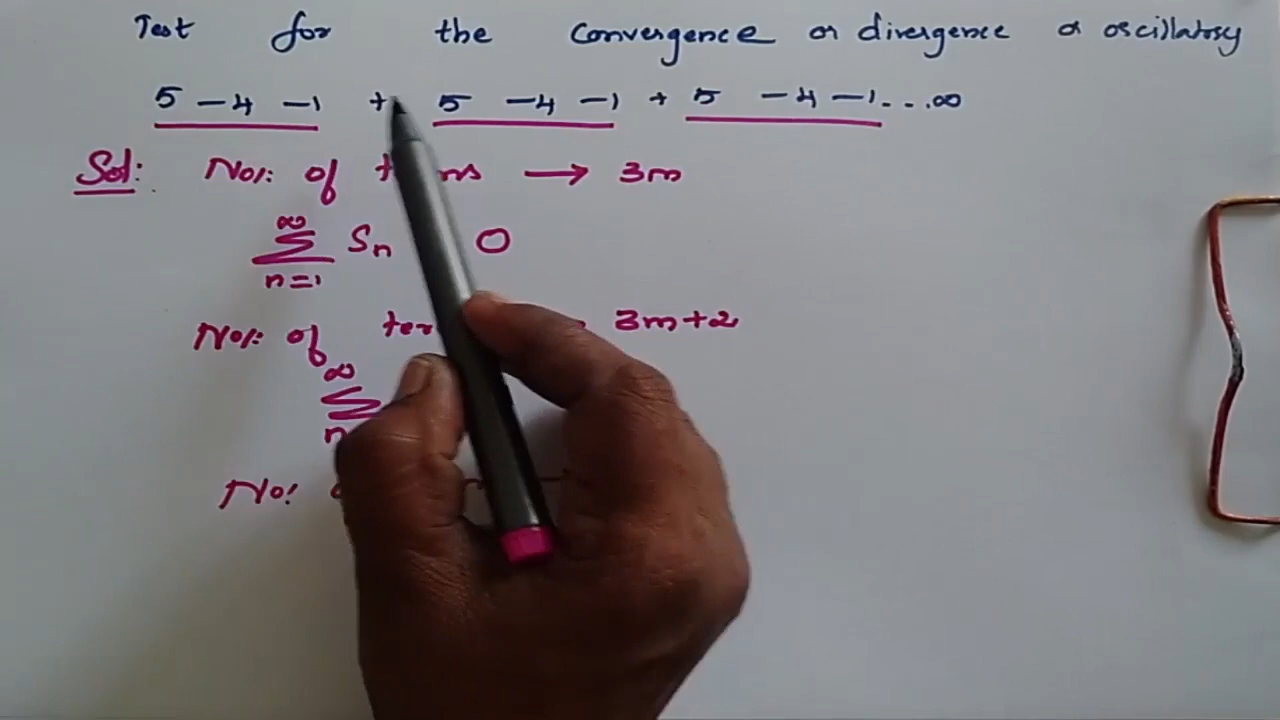 Test for the convergence or divergence or oscillatory
5 - 4 - 1 + 5 - 4 - 1 + 5 - 4 - 1 . . . ∞
Sol: No: of → 3m
∞
Σ Sn 0
n=1
No: of 3m+2
∞
Σ
No: